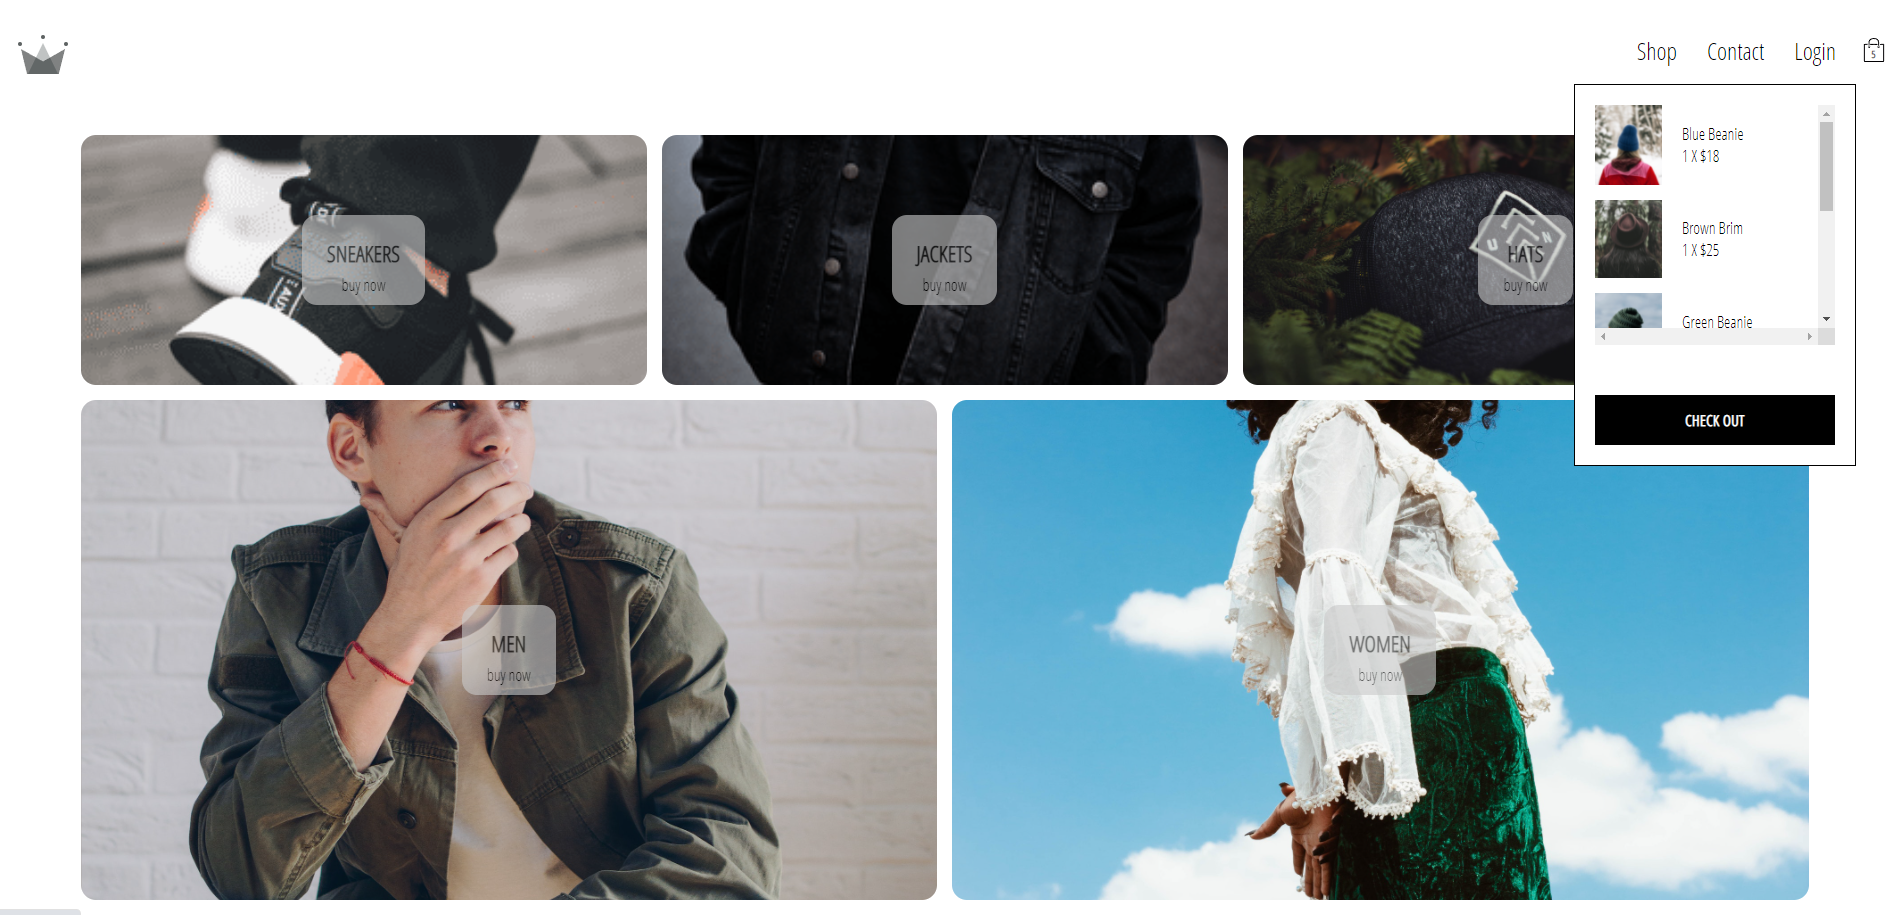 Shop
Contact
Login
5
Blue Beanie
1 X $18
Brown Brim
1 X $25
Green Beanie
CHECK OUT
SNEAKERS
buy now
JACKETS
buy now
HATS
buy now
U
N
MEN
buy now
WOMEN
buy now